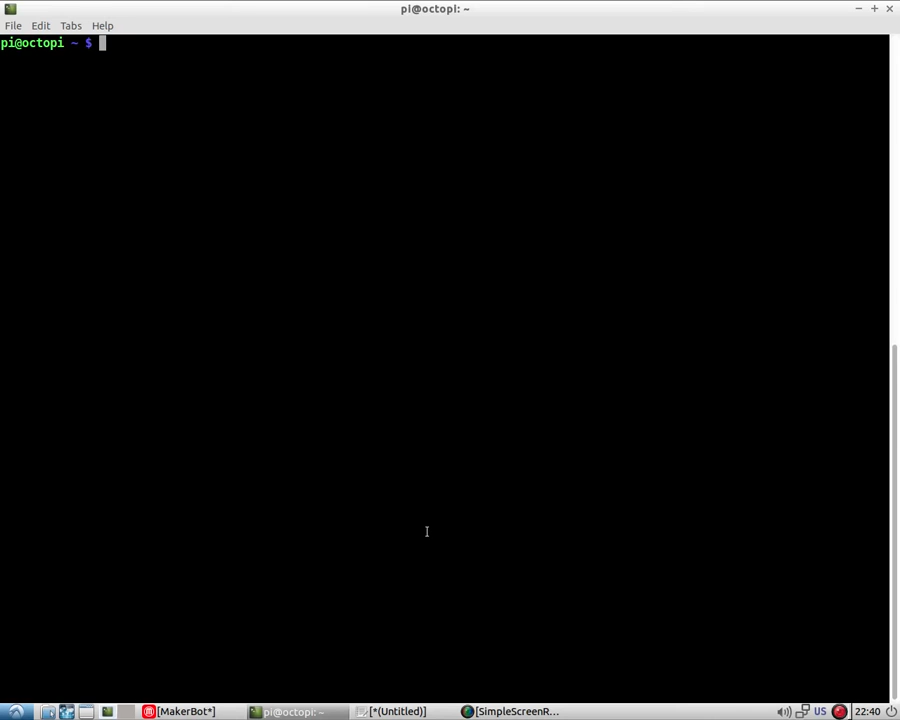 pi@octopi: ~
File Edit Tabs Help
pi@octopi ~ $
[MakerBot*] pi@octopi: ~ [*(Untitled)] [SimpleScreenR... US 22:40